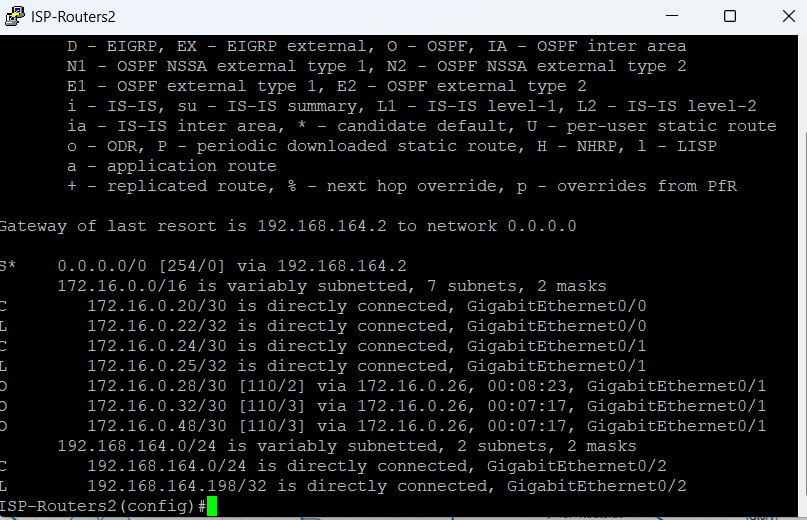 ISP-Routers2
D - EIGRP, EX - EIGRP external, O - OSPF, IA - OSPF inter area
N1 - OSPF NSSA external type 1, N2 - OSPF NSSA external type 2
E1 - OSPF external type 1, E2 - OSPF external type 2
i - IS-IS, su - IS-IS summary, L1 - IS-IS level-1, L2 - IS-IS level-2
ia - IS-IS inter area, * - candidate default, U - per-user static route
o - ODR, P - periodic downloaded static route, H - NHRP, l - LISP
a - application route
+ - replicated route, % - next hop override, p - overrides from PfR
Gateway of last resort is 192.168.164.2 to network 0.0.0.0
S* 0.0.0.0/0 [254/0] via 192.168.164.2
172.16.0.0/16 is variably subnetted, 7 subnets, 2 masks
C 172.16.0.20/30 is directly connected, GigabitEthernet0/0
L 172.16.0.22/32 is directly connected, GigabitEthernet0/0
C 172.16.0.24/30 is directly connected, GigabitEthernet0/1
L 172.16.0.25/32 is directly connected, GigabitEthernet0/1
O 172.16.0.28/30 [110/2] via 172.16.0.26, 00:08:23, GigabitEthernet0/1
O 172.16.0.32/30 [110/3] via 172.16.0.26, 00:07:17, GigabitEthernet0/1
O 172.16.0.48/30 [110/3] via 172.16.0.26, 00:07:17, GigabitEthernet0/1
192.168.164.0/24 is variably subnetted, 2 subnets, 2 masks
C 192.168.164.0/24 is directly connected, GigabitEthernet0/2
L 192.168.164.198/32 is directly connected, GigabitEthernet0/2
ISP-Routers2(config)#